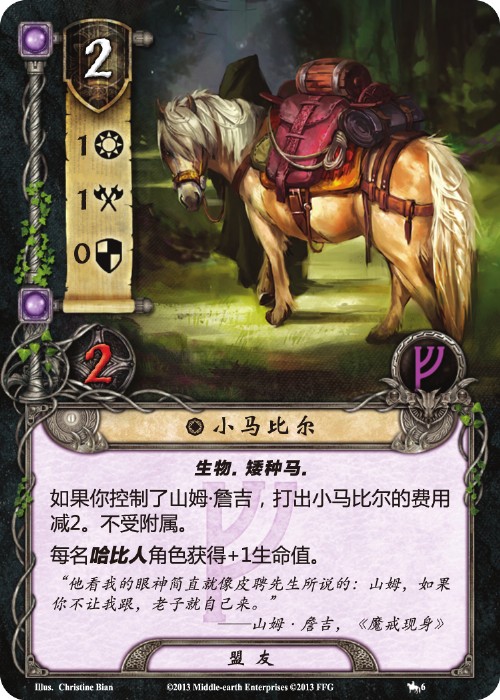 2
1
1
0
2
小马比尔
生物. 矮种马.
如果你控制了山姆·詹吉，打出小马比尔的费用
减2。不受附属。
每名哈比人角色获得+1生命值。
“他看我的眼神简直就像皮聘先生所说的：山姆，如果
你不让我跟，老子就自己来。”
——山姆·詹吉，《魔戒现身》
盟友
Illus. Christine Bian ©2013 Middle-earth Enterprises ©2013 FFG 6